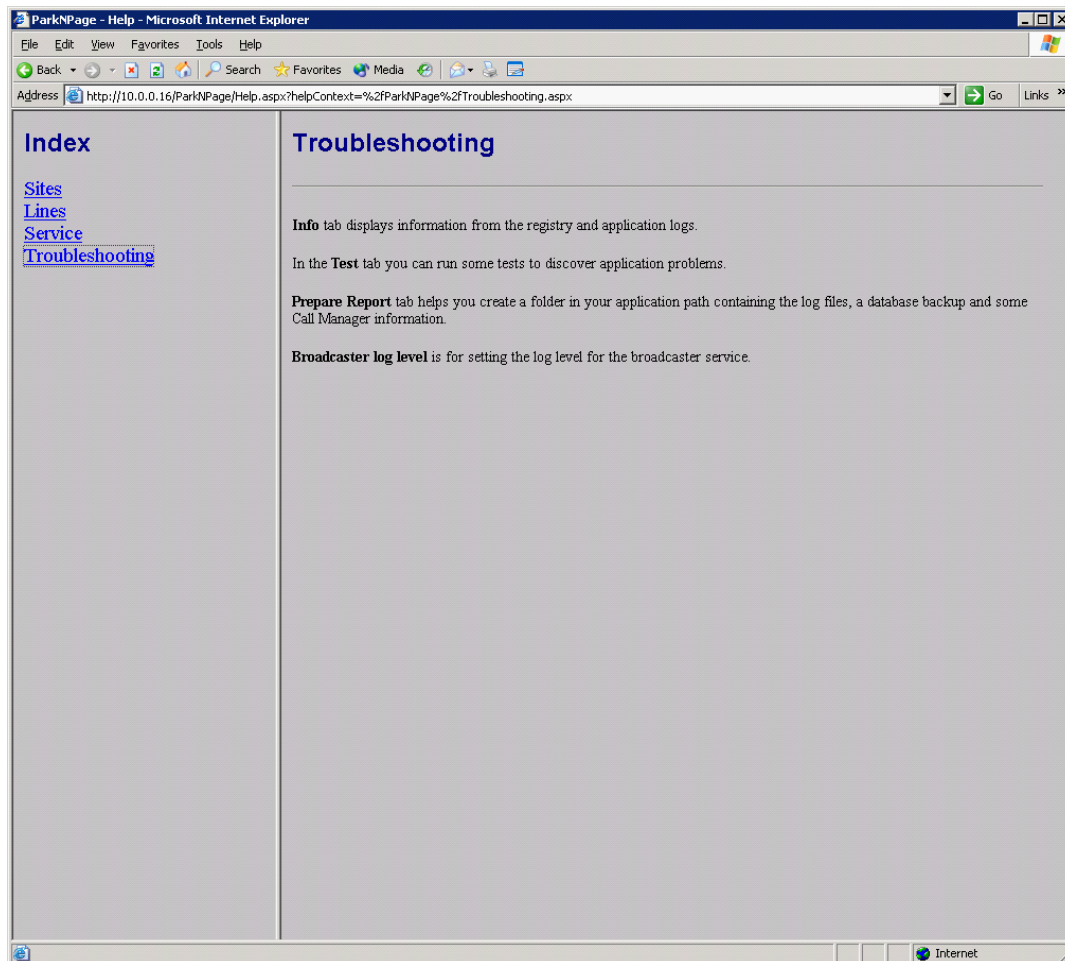 ParkNPage - Help - Microsoft Internet Explorer
File Edit View Favorites Tools Help
Back Search Favorites Media
Address http://10.0.0.16/ParkNPage/Help.aspx?helpContext=%2fParkNPage%2fTroubleshooting.aspx Go Links »
Index
Sites
Lines
Service
Troubleshooting
Troubleshooting
Info tab displays information from the registry and application logs.
In the Test tab you can run some tests to discover application problems.
Prepare Report tab helps you create a folder in your application path containing the log files, a database backup and some
Call Manager information.
Broadcaster log level is for setting the log level for the broadcaster service.
Internet